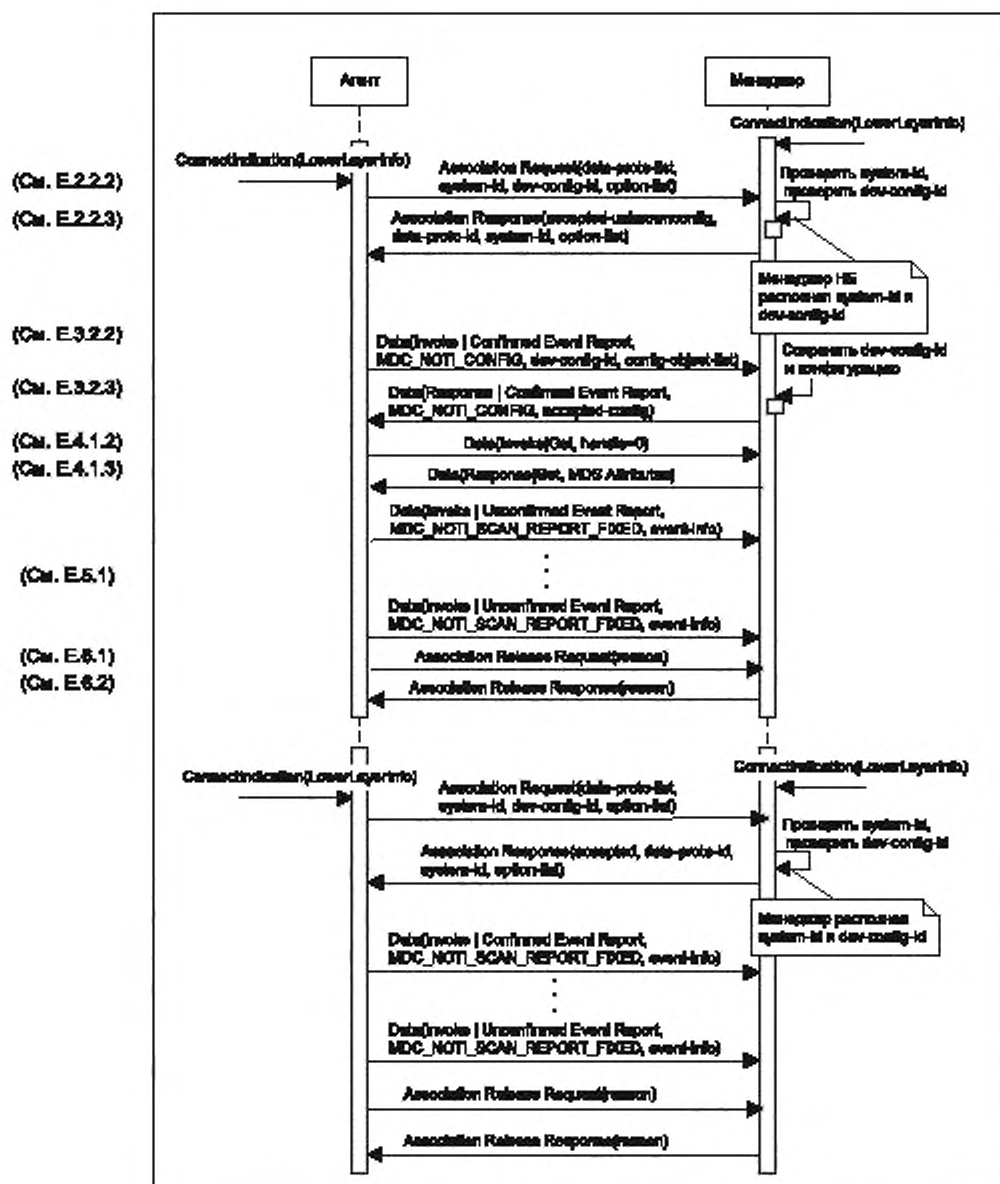 Агент
Менеджер
ConnectIndication(LowerLayerInfo)
ConnectIndication(LowerLayerInfo)
(См. E.2.2.2)
Association Request(data-proto-list,
system-id, dev-config-id, option-list)
Проверить system-id,
проверить dev-config-id
(См. E.2.2.3)
Association Response(accepted-unknown-config,
data-proto-id, system-id, option-list)
Менеджер НЕ
распознал system-id и
dev-config-id
(См. E.3.2.2)
Data(Invoke | Confirmed Event Report,
MDC_NOTI_CONFIG, dev-config-id, config-object-list)
Сохранить dev-config-id
и конфигурацию
(См. E.3.2.3)
Data(Response | Confirmed Event Report,
MDC_NOTI_CONFIG, accepted-config)
(См. E.4.1.2)
Data(Invoke|Get, handle=0)
(См. E.4.1.3)
Data(Response|Get, MDS Attributes)
Data(Invoke | Unconfirmed Event Report,
MDC_NOTI_SCAN_REPORT_FIXED, event-info)
(См. E.5.1)
Data(Invoke | Unconfirmed Event Report,
MDC_NOTI_SCAN_REPORT_FIXED, event-info)
(См. E.6.1)
Association Release Request(reason)
(См. E.6.2)
Association Release Response(reason)
ConnectIndication(LowerLayerInfo)
ConnectIndication(LowerLayerInfo)
Association Request(data-proto-list,
system-id, dev-config-id, option-list)
Проверить system-id,
проверить dev-config-id
Association Response(accepted, data-proto-id,
system-id, option-list)
Менеджер распознал
system-id и dev-config-id
Data(Invoke | Confirmed Event Report,
MDC_NOTI_SCAN_REPORT_FIXED, event-info)
Data(Invoke | Unconfirmed Event Report,
MDC_NOTI_SCAN_REPORT_FIXED, event-info)
Association Release Request(reason)
Association Release Response(reason)